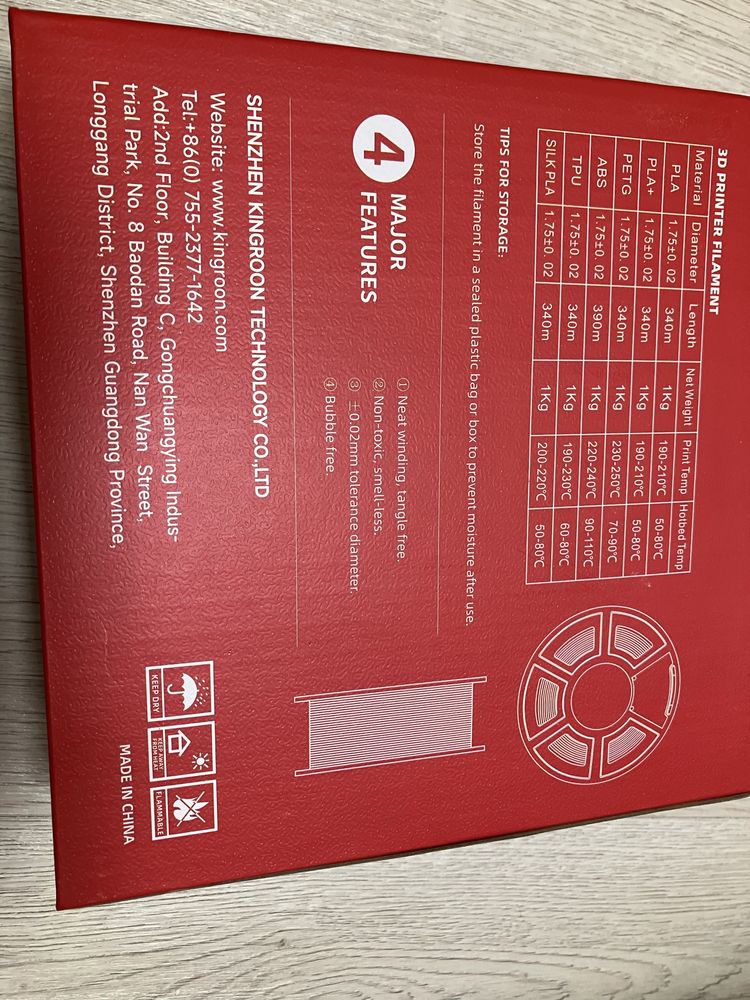 3D PRINTER FILAMENT
Material Diameter Length Net Weight Print Temp Hotbed Temp
PLA 1.75±0.02 340m 1Kg 190-210℃ 50-80℃
PLA+ 1.75±0.02 340m 1Kg 190-210℃ 50-80℃
PETG 1.75±0.02 340m 1Kg 230-250℃ 70-90℃
ABS 1.75±0.02 390m 1Kg 220-240℃ 90-110℃
TPU 1.75±0.02 340m 1Kg 190-230℃ 60-80℃
SILK PLA 1.75±0.02 340m 1Kg 200-220℃ 50-80℃
TIPS FOR STORAGE:
Store the filament in a sealed plastic bag or box to prevent moisture after use.
4 MAJOR
FEATURES
① Neat winding, tangle free
② Non-toxic, smell-less.
③ ±0.02mm tolerance diameter.
④ Bubble free.
SHENZHEN KINGROON TECHNOLOGY CO.,LTD
Website: www.kingroon.com
Tel:+86(0) 755-2377-1642
Add:2nd Floor, Building C, Gongchuangying Indus-
trial Park, No. 8 Baodan Road, Nan Wan Street,
Longgang District, Shenzhen Guangdong Province,
KEEP DRY
KEEP AWAY
FROM HEAT
FLAMMABLE
MADE IN CHINA